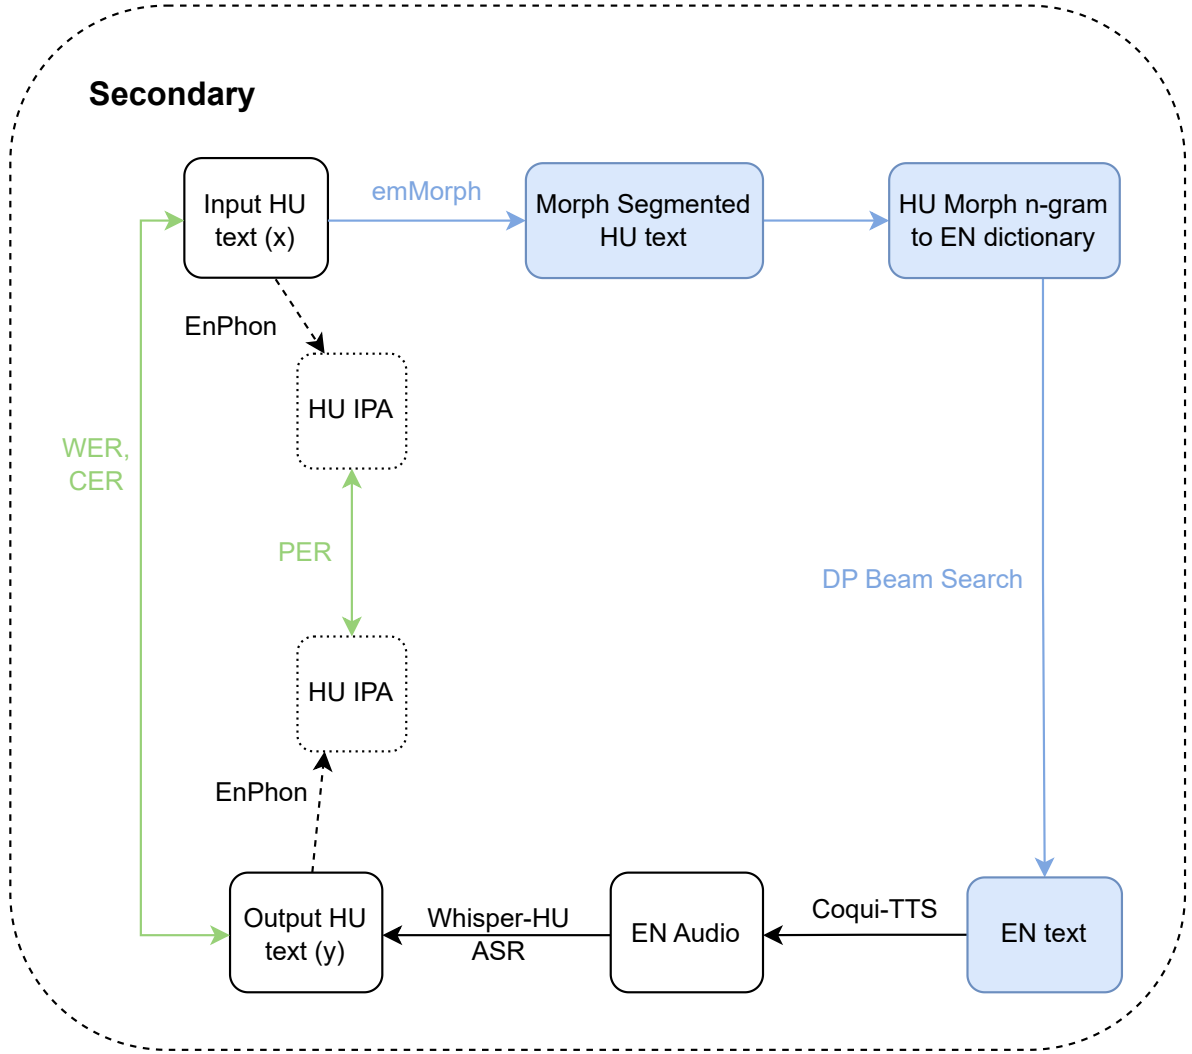 Secondary
Input HU
text (x)
emMorph
Morph Segmented
HU text
HU Morph n-gram
to EN dictionary
EnPhon
HU IPA
WER,
CER
PER
DP Beam Search
HU IPA
EnPhon
Output HU
text (y)
Whisper-HU
ASR
EN Audio
Coqui-TTS
EN text